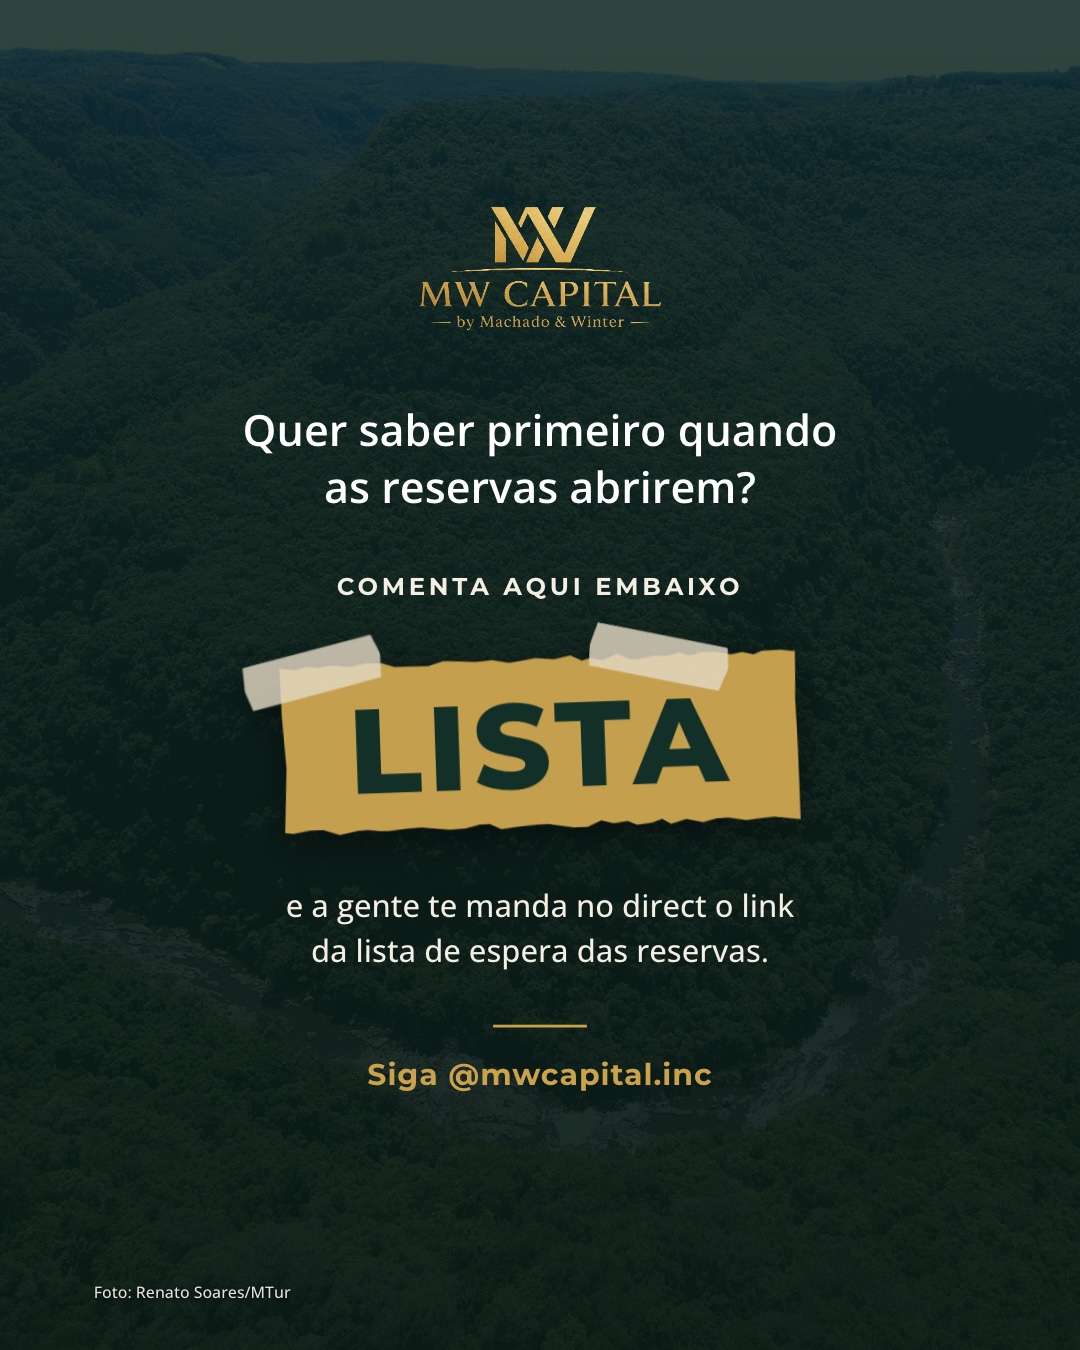 MW CAPITAL
by Machado & Winter
Quer saber primeiro quando
as reservas abrirem?
COMENTA AQUI EMBAIXO
LISTA
e a gente te manda no direct o link
da lista de espera das reservas.
Siga @mwcapital.inc
Foto: Renato Soares/MTur